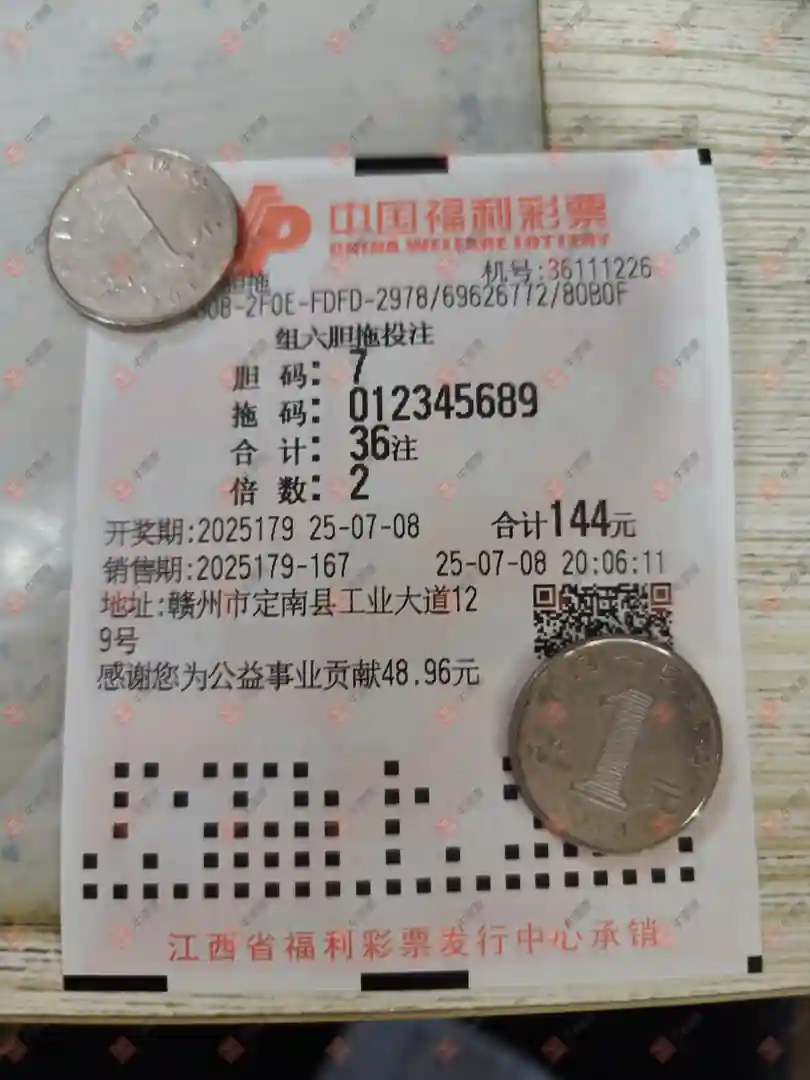 中国福利彩票
CHINA WELFARE LOTTERY
胆拖 机号:36111226
0B-2F0E-FDFD-2978/69626772/80B0F
组六胆拖投注
胆 码: 7
拖 码: 012345689
合 计: 36注
倍 数: 2
开奖期:2025179 25-07-08 合计144元
销售期:2025179-167 25-07-08 20:06:11
地址:赣州市定南县工业大道12
9号
感谢您为公益事业贡献48.96元
1
江西省福利彩票发行中心承销